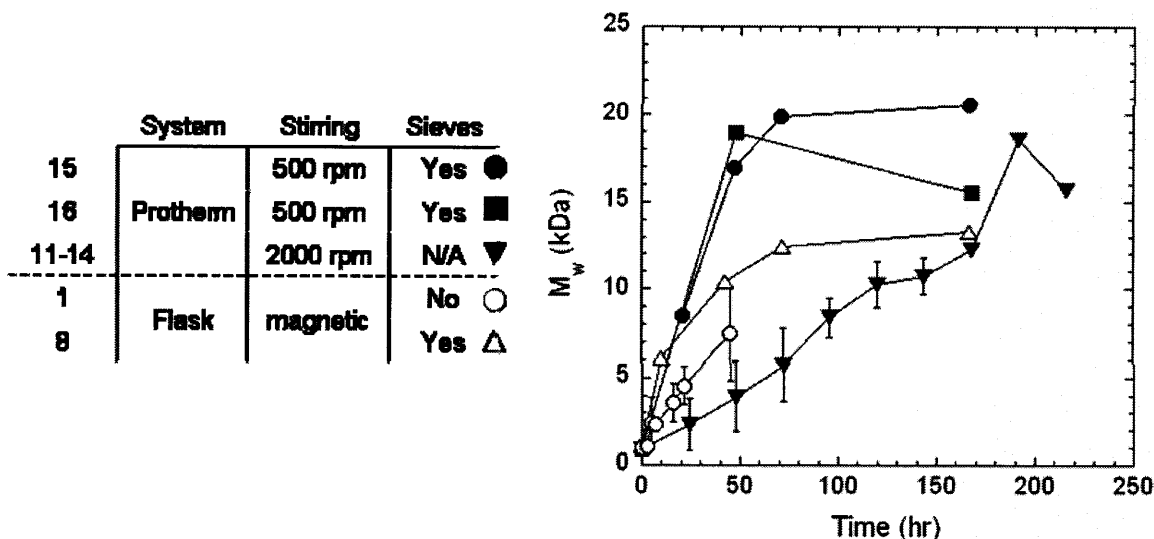 System Stirring Sieves
15 500 rpm Yes
16 Protherm 500 rpm Yes
11-14 2000 rpm N/A
1 No
Flask magnetic
8 Yes
25
20
15
10
5
0
M_w (kDa)
0 50 100 150 200 250
Time (hr)